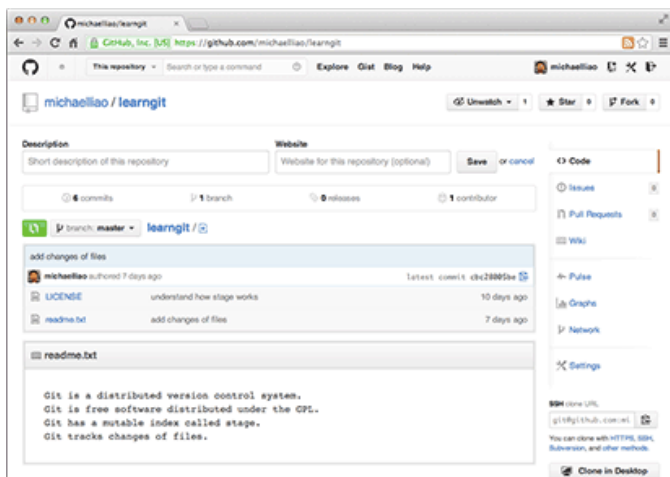 michaelliao/learngit
GitHub, Inc. [US] https://github.com/michaelliao/learngit
This repository Search or type a command Explore Gist Blog Help michaelliao
michaelliao / learngit Unwatch 1 Star 0 Fork 0
Description Website
Short description of this repository Website for this repository (optional) Save or cancel
6 commits 1 branch 0 releases 1 contributor
branch: master learngit /
add changes of files
michaelliao authored 7 days ago latest commit
LICENSE understand how stage works 10 days ago
readme.txt add changes of files 7 days ago
readme.txt
Git is a distributed version control system.
Git is free software distributed under the GPL.
Git has a mutable index called stage.
Git tracks changes of files.
Code
Issues 0
Pull Requests 0
Wiki
Pulse
Graphs
Network
Settings
SSH clone URL
git@github.com:mi
You can clone with HTTPS, SSH,
Subversion, and other methods.
Clone in Desktop